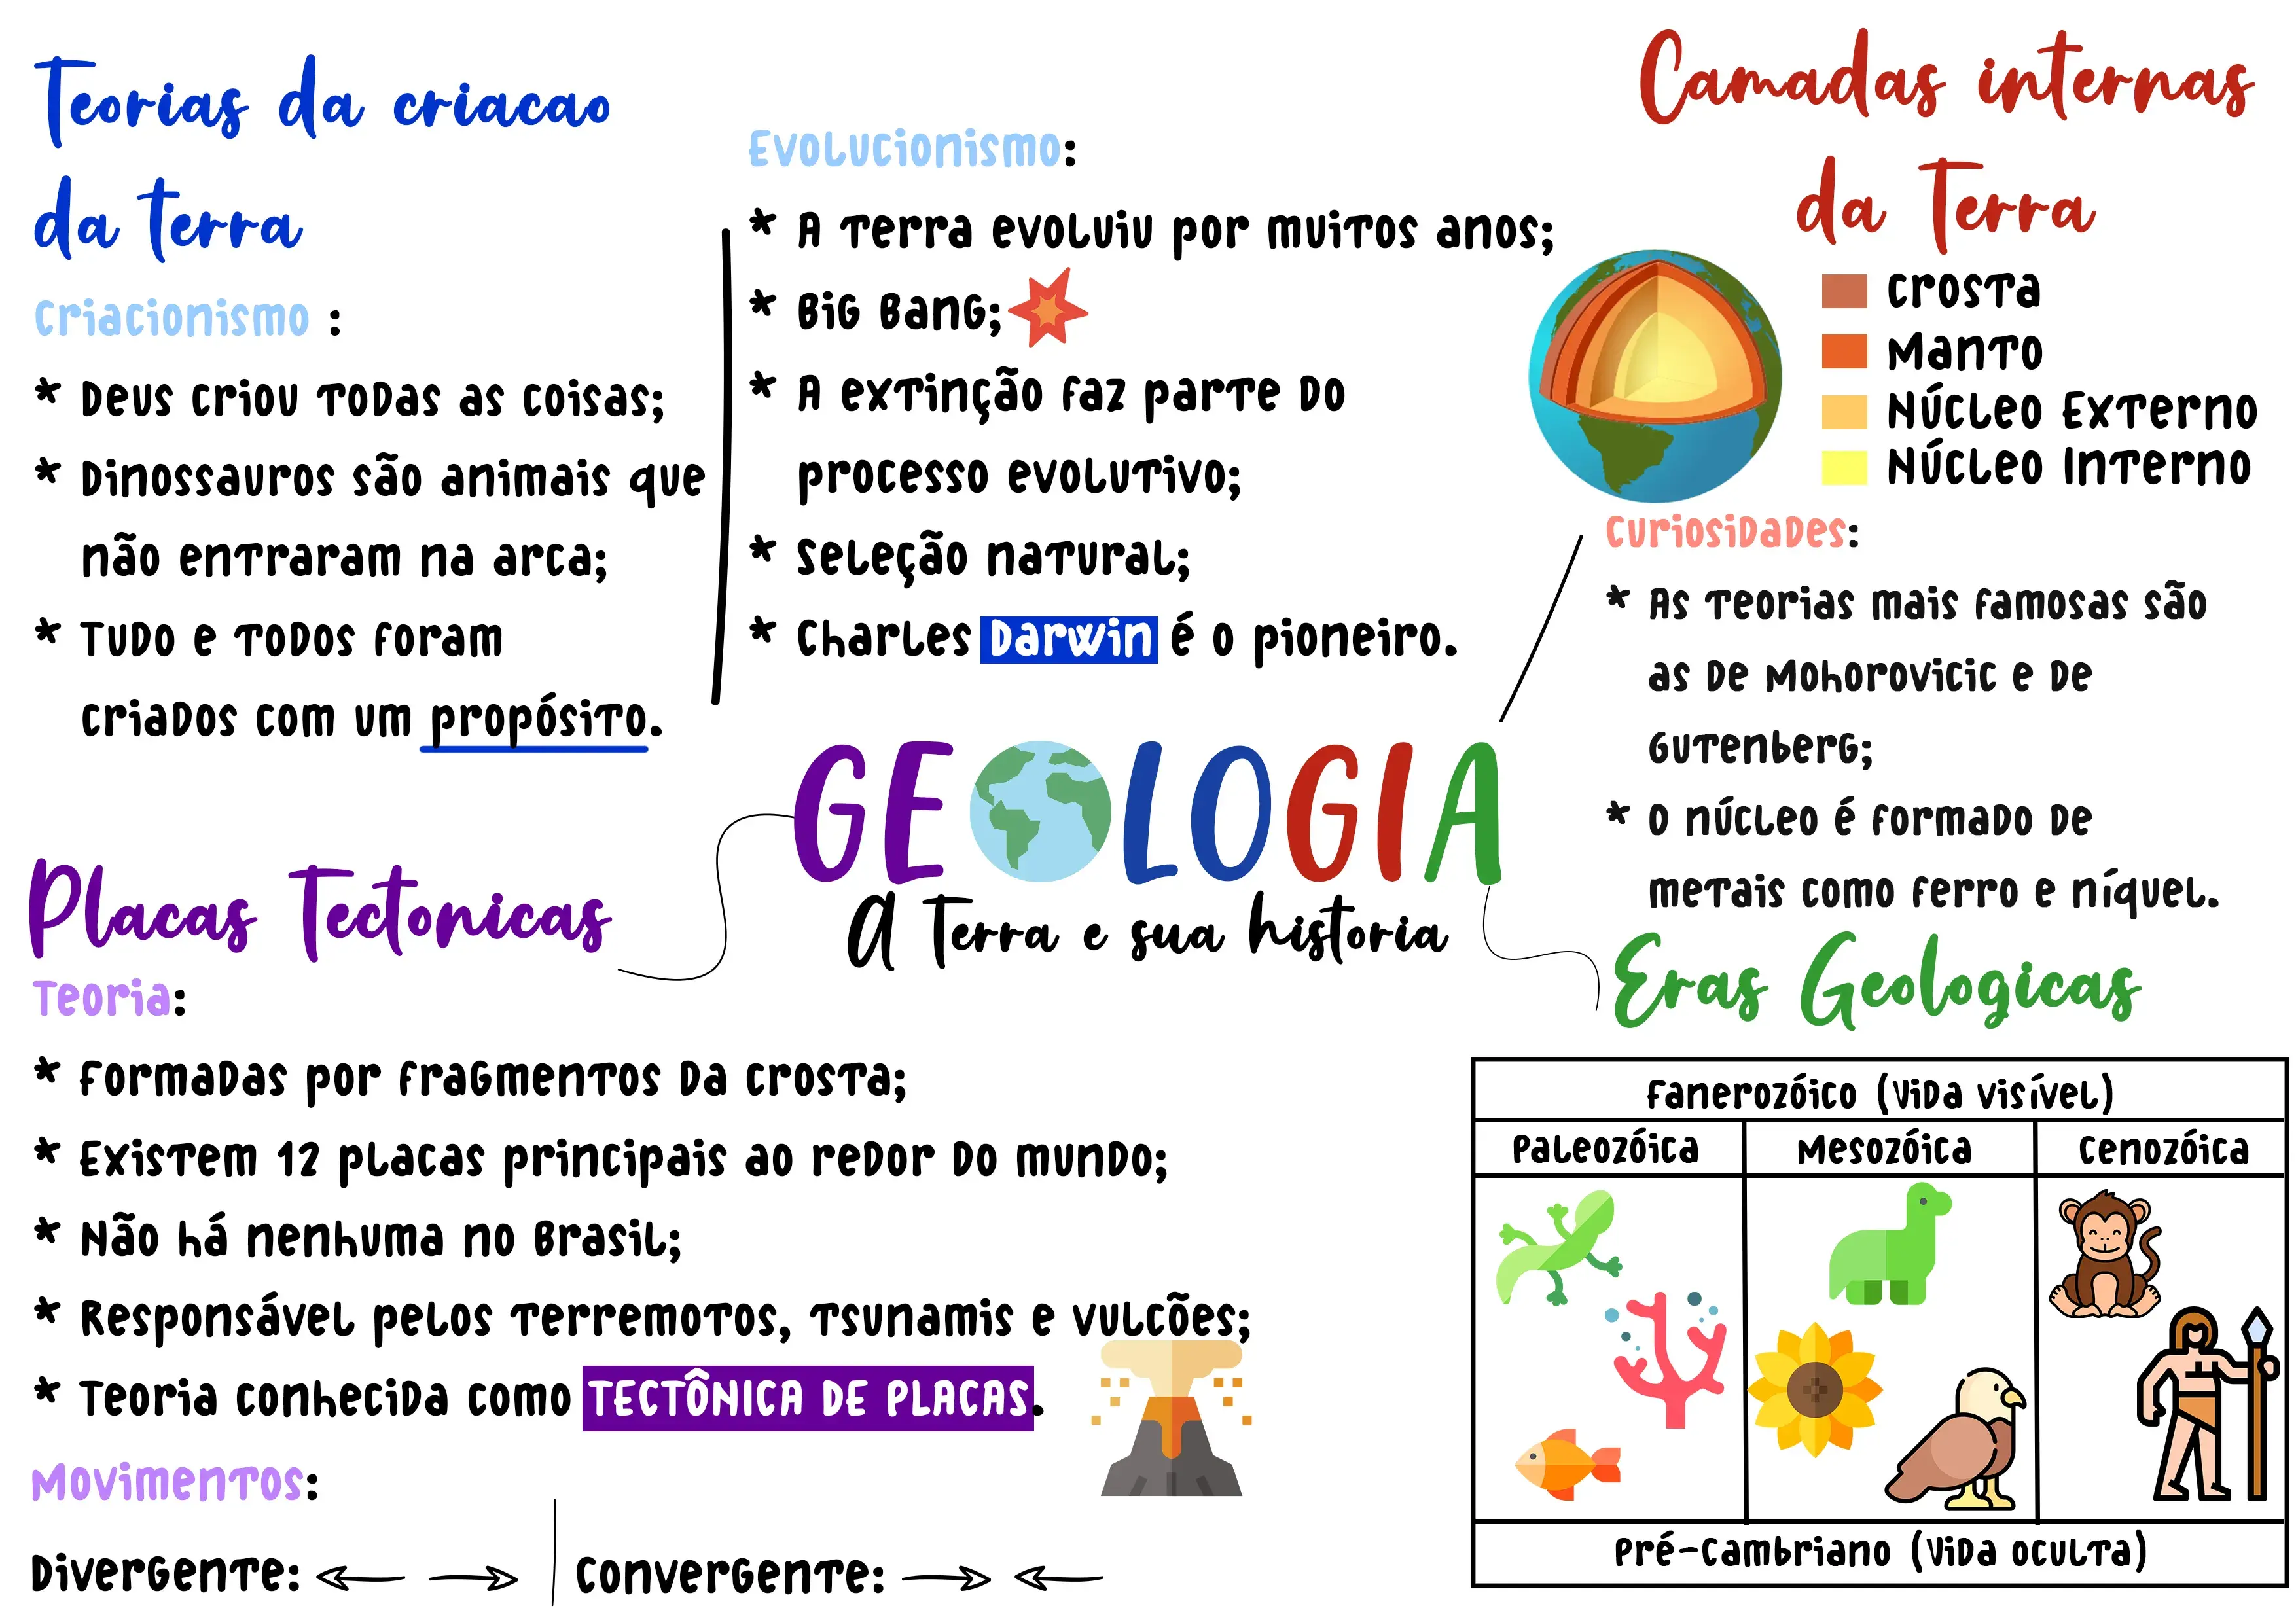 Teorias da criacao
da terra
Criacionismo :
* Deus criou todas as coisas;
* Dinossauros são animais que
não entraram na arca;
* Tudo e todos foram
criados com um propósito.
Evolucionismo:
* A terra evoluiu por muitos anos;
* Big Bang;
* A extinção faz parte do
processo evolutivo;
* Seleção natural;
* Charles Darwin é o pioneiro.
Camadas internas
da Terra
Crosta
Manto
Núcleo Externo
Núcleo Interno
Curiosidades:
* As teorias mais famosas são
as de Mohorovicic e de
Gutenberg;
* O núcleo é formado de
metais como ferro e níquel.
GEOLOGIA
A Terra e sua historia
Placas Tectonicas
Teoria:
* Formadas por fragmentos da crosta;
* Existem 12 placas principais ao redor do mundo;
* Não há nenhuma no Brasil;
* Responsável pelos terremotos, tsunamis e vulcões;
* Teoria conhecida como TECTÔNICA DE PLACAS.
Movimentos:
Divergente:
Convergente:
Eras Geologicas
Fanerozóico (Vida visível)
Paleozóica
Mesozóica
Cenozóica
Pré-Cambriano (Vida oculta)